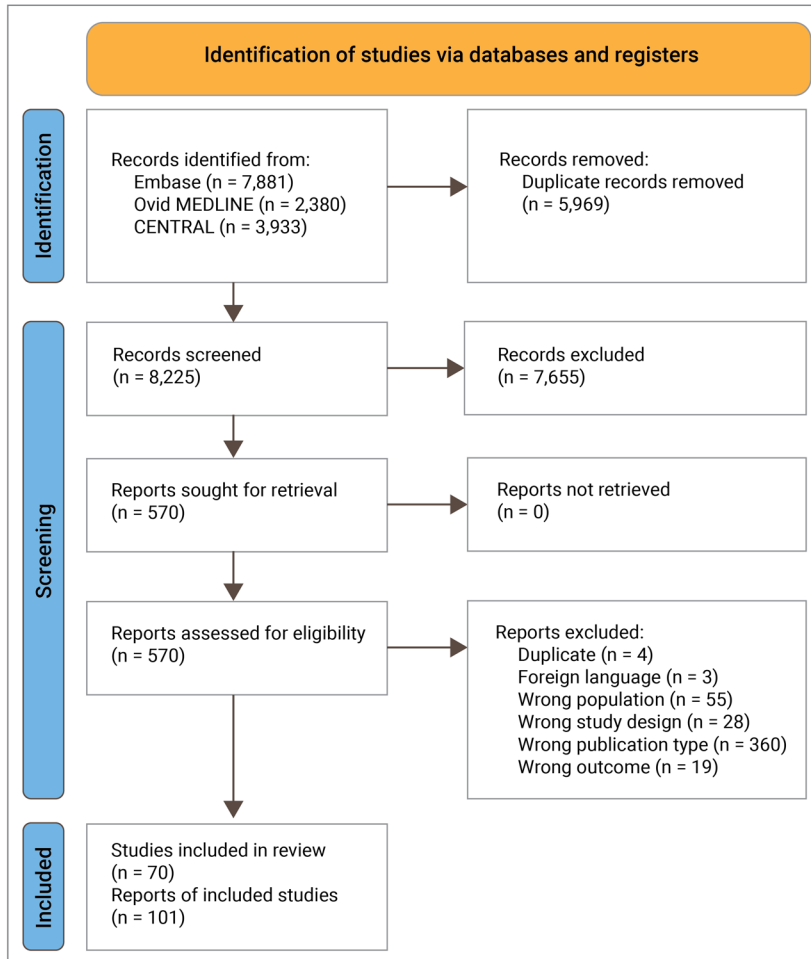 Identification of studies via databases and registers
Identification
Records identified from:
Embase (n = 7,881)
Ovid MEDLINE (n = 2,380)
CENTRAL (n = 3,933)
Records removed:
Duplicate records removed
(n = 5,969)
Screening
Records screened
(n = 8,225)
Records excluded
(n = 7,655)
Reports sought for retrieval
(n = 570)
Reports not retrieved
(n = 0)
Reports assessed for eligibility
(n = 570)
Reports excluded:
Duplicate (n = 4)
Foreign language (n = 3)
Wrong population (n = 55)
Wrong study design (n = 28)
Wrong publication type (n = 360)
Wrong outcome (n = 19)
Included
Studies included in review
(n = 70)
Reports of included studies
(n = 101)